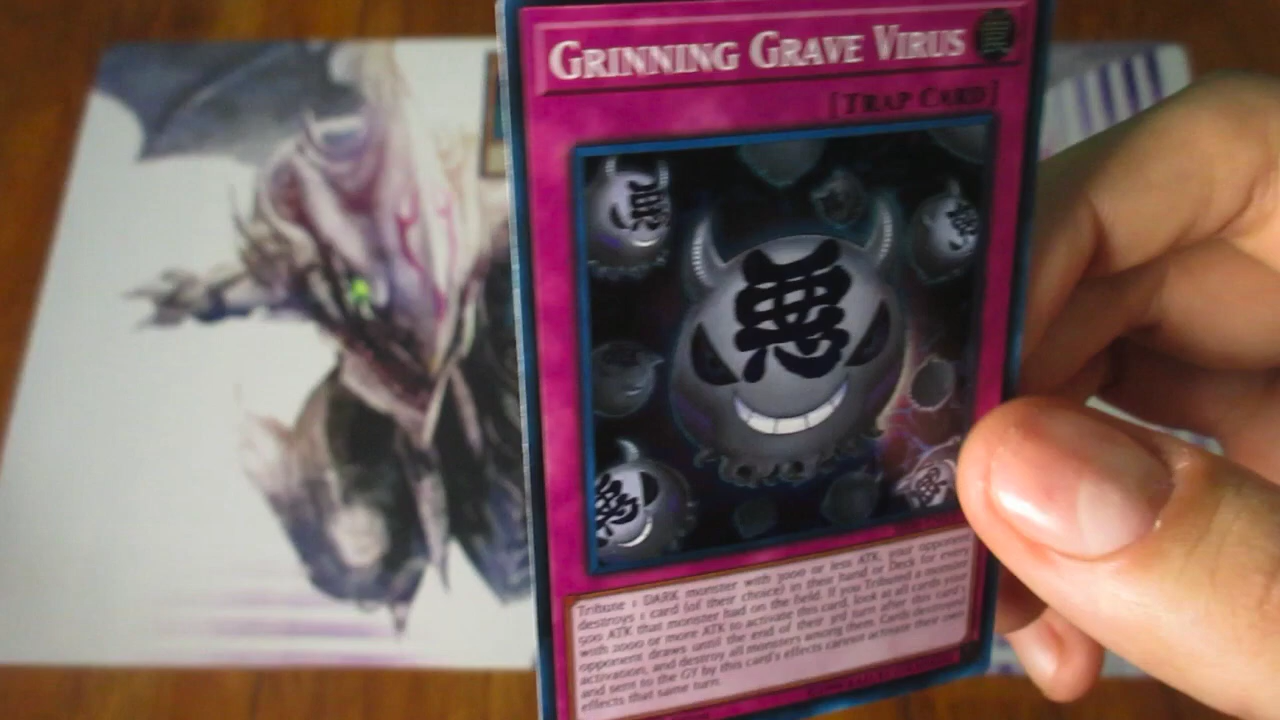 GRINNING GRAVE VIRUS
[TRAP CARD]
悪
Tribute 1 DARK monster with 3000 or less ATK; your opponent
destroys 1 card (of their choice) in their hand or Deck for every
500 ATK that monster had on the field. If you Tributed a monster
with 2000 or more ATK to activate this card, look at all cards your
opponent draws until the end of their 3rd turn after this card's
activation, and destroy all monsters among them. Cards destroyed
and sent to the GY by this card's effects cannot activate their own
effects that same turn.